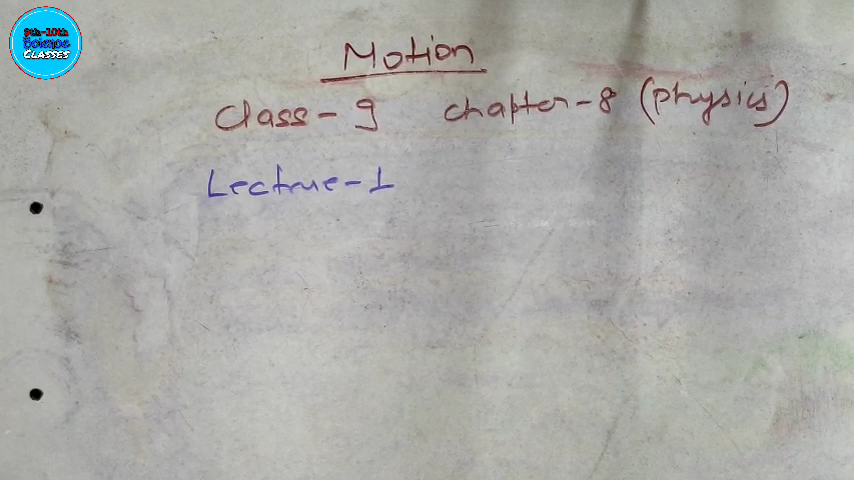 9th-10th
Science
Classes
Motion
Class-9 chapter-8 (physics)
Lecture-1